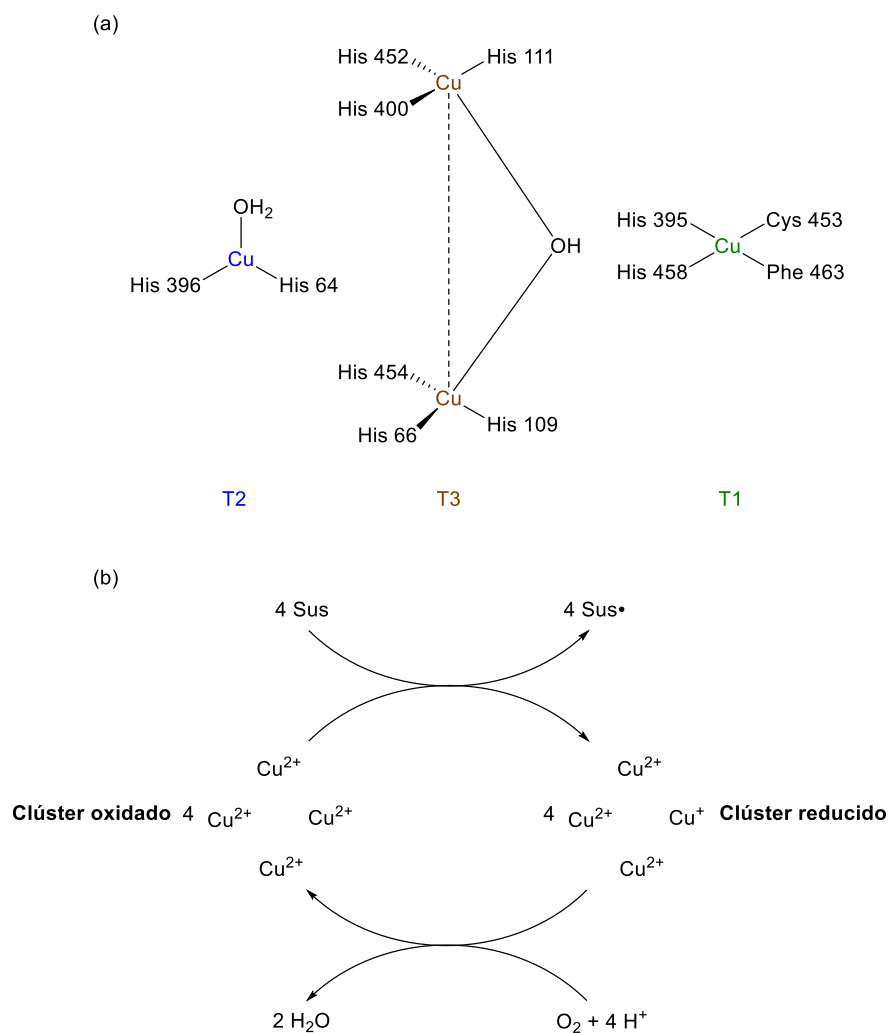 (a)
His 452 Cu His 111
His 400
OH2
Cu
His 396 His 64
OH
His 395 Cys 453
Cu
His 458 Phe 463
His 454
Cu
His 66 His 109
T2 T3 T1
(b)
4 Sus 4 Sus•
Cu2+ Cu2+
Clúster oxidado 4 Cu2+ Cu2+ 4 Cu2+ Cu+ Clúster reducido
Cu2+ Cu2+
2 H2O O2 + 4 H+